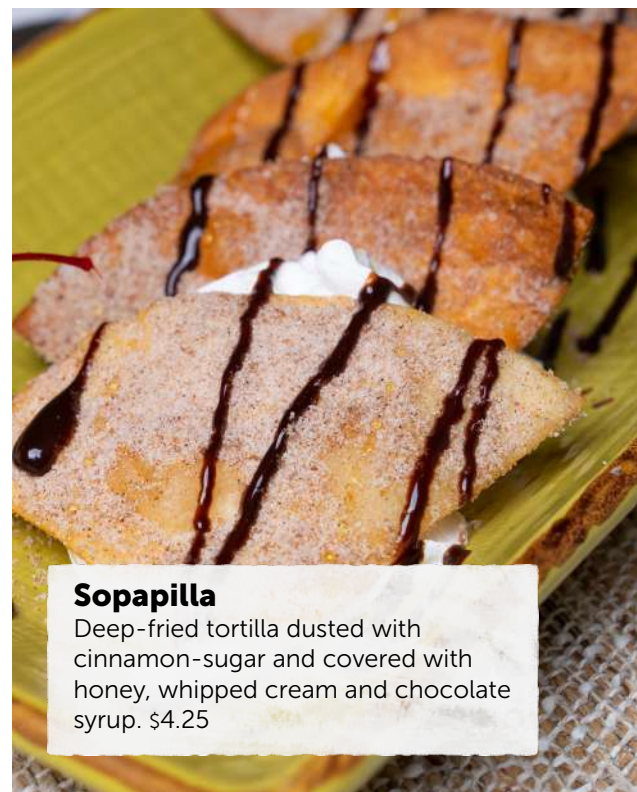 Sopapilla
Deep-fried tortilla dusted with
cinnamon-sugar and covered with
honey, whipped cream and chocolate
syrup. $4.25